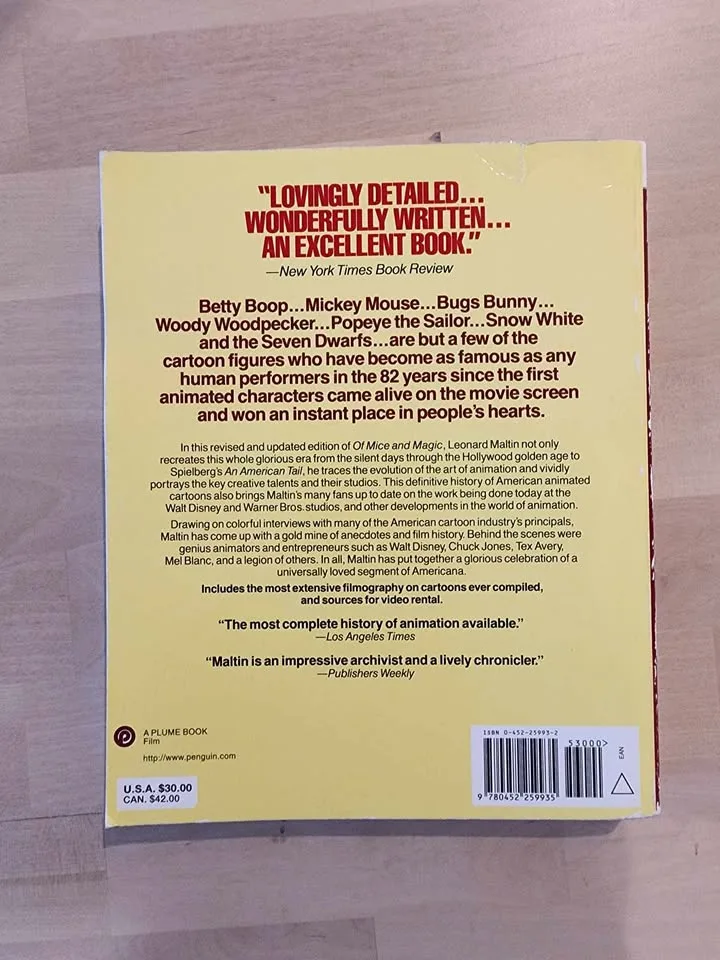 “LOVINGLY DETAILED...
WONDERFULLY WRITTEN...
AN EXCELLENT BOOK.”
—New York Times Book Review
Betty Boop...Mickey Mouse...Bugs Bunny...
Woody Woodpecker...Popeye the Sailor...Snow White
and the Seven Dwarfs...are but a few of the
cartoon figures who have become as famous as any
human performers in the 82 years since the first
animated characters came alive on the movie screen
and won an instant place in people’s hearts.
In this revised and updated edition of Of Mice and Magic, Leonard Maltin not only
recreates this whole glorious era from the silent days through the Hollywood golden age to
Spielberg’s An American Tail, he traces the evolution of the art of animation and vividly
portrays the key creative talents and their studios. This definitive history of American animated
cartoons also brings Maltin’s many fans up to date on the work being done today at the
Walt Disney and Warner Bros. studios, and other developments in the world of animation.
Drawing on colorful interviews with many of the American cartoon industry’s principals,
Maltin has come up with a gold mine of anecdotes and film history. Behind the scenes were
genius animators and entrepreneurs such as Walt Disney, Chuck Jones, Tex Avery,
Mel Blanc, and a legion of others. In all, Maltin has put together a glorious celebration of a
universally loved segment of Americana.
Includes the most extensive filmography on cartoons ever compiled,
and sources for video rental.
“The most complete history of animation available.”
—Los Angeles Times
“Maltin is an impressive archivist and a lively chronicler.”
—Publishers Weekly
A PLUME BOOK
Film
http://www.penguin.com
U.S.A. $30.00
CAN. $42.00
ISBN 0-452-25993-2
53000>
EAN
9 780452 259935